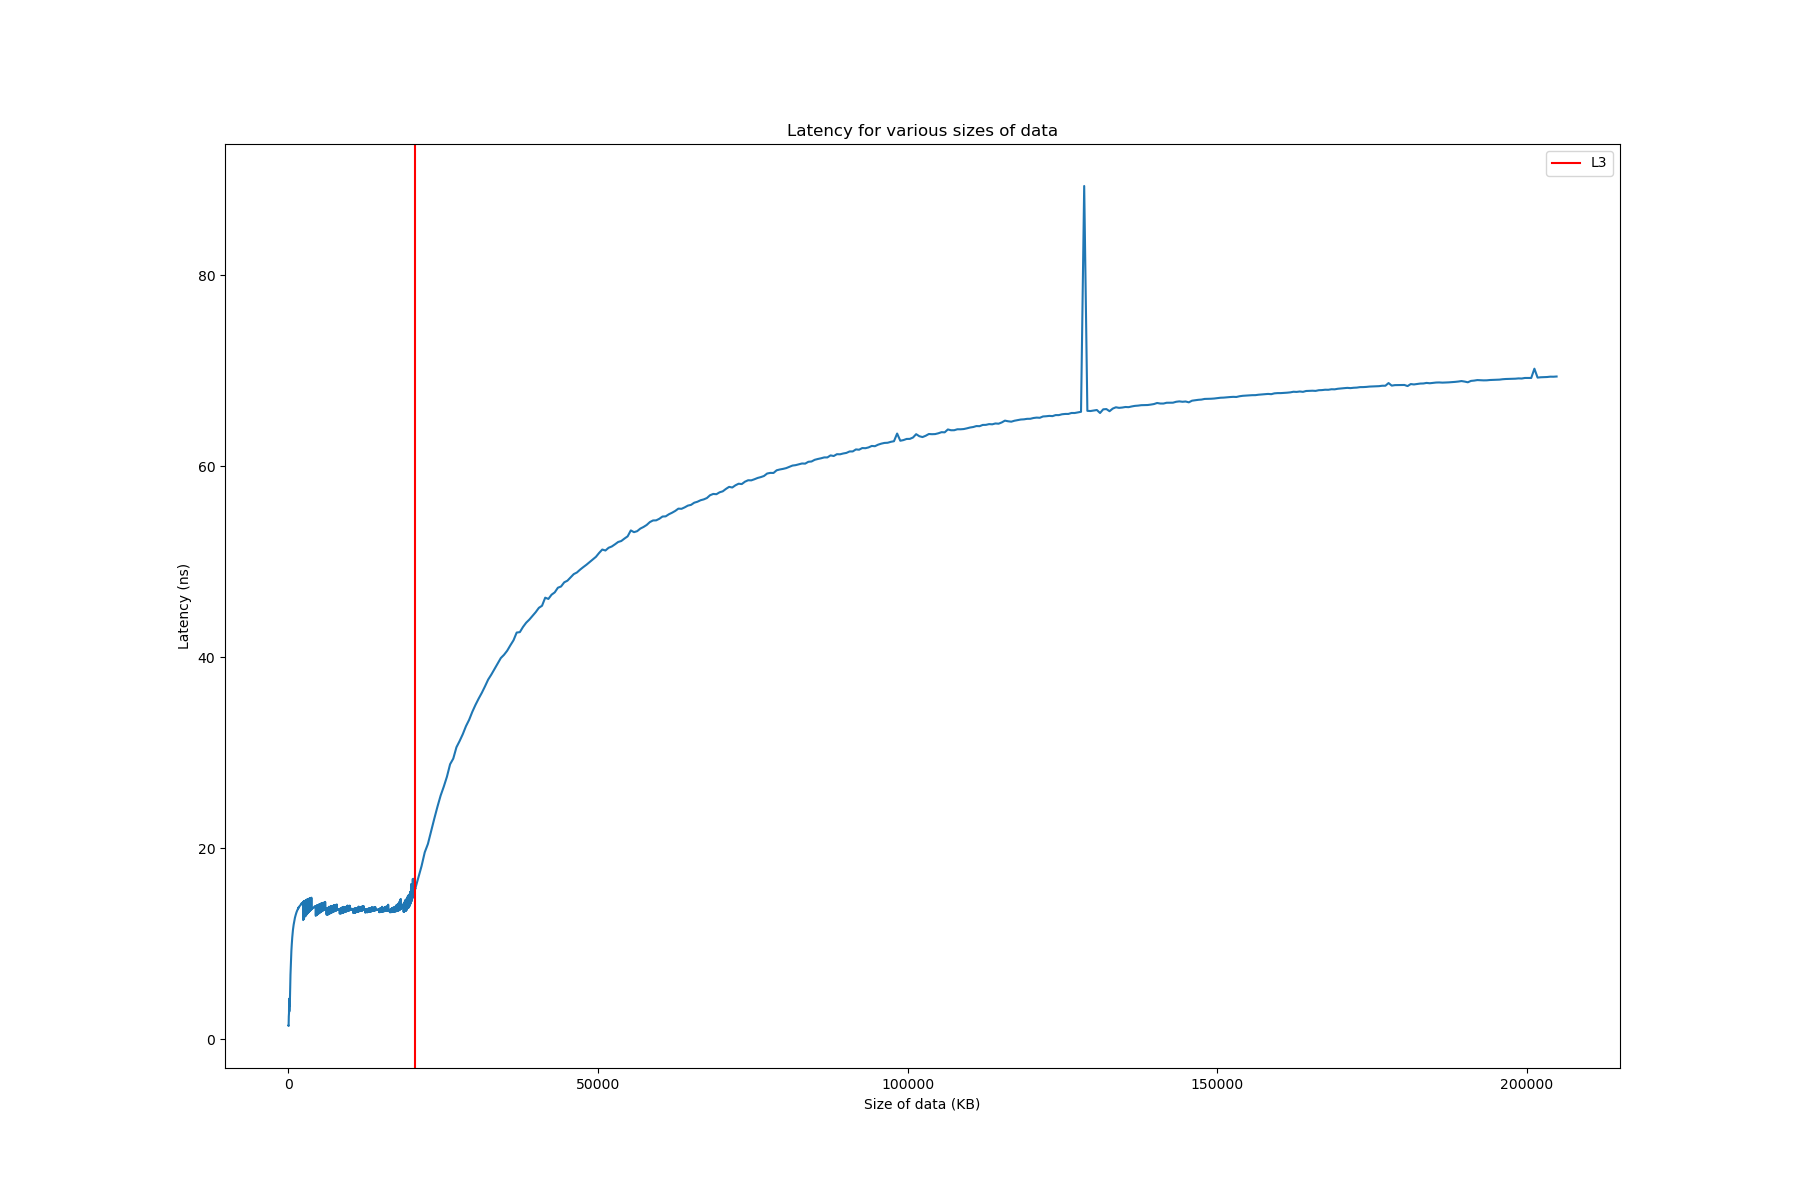 Latency for various sizes of data
L3
80
60
40
20
0
Latency (ns)
0 50000 100000 150000 200000
Size of data (KB)